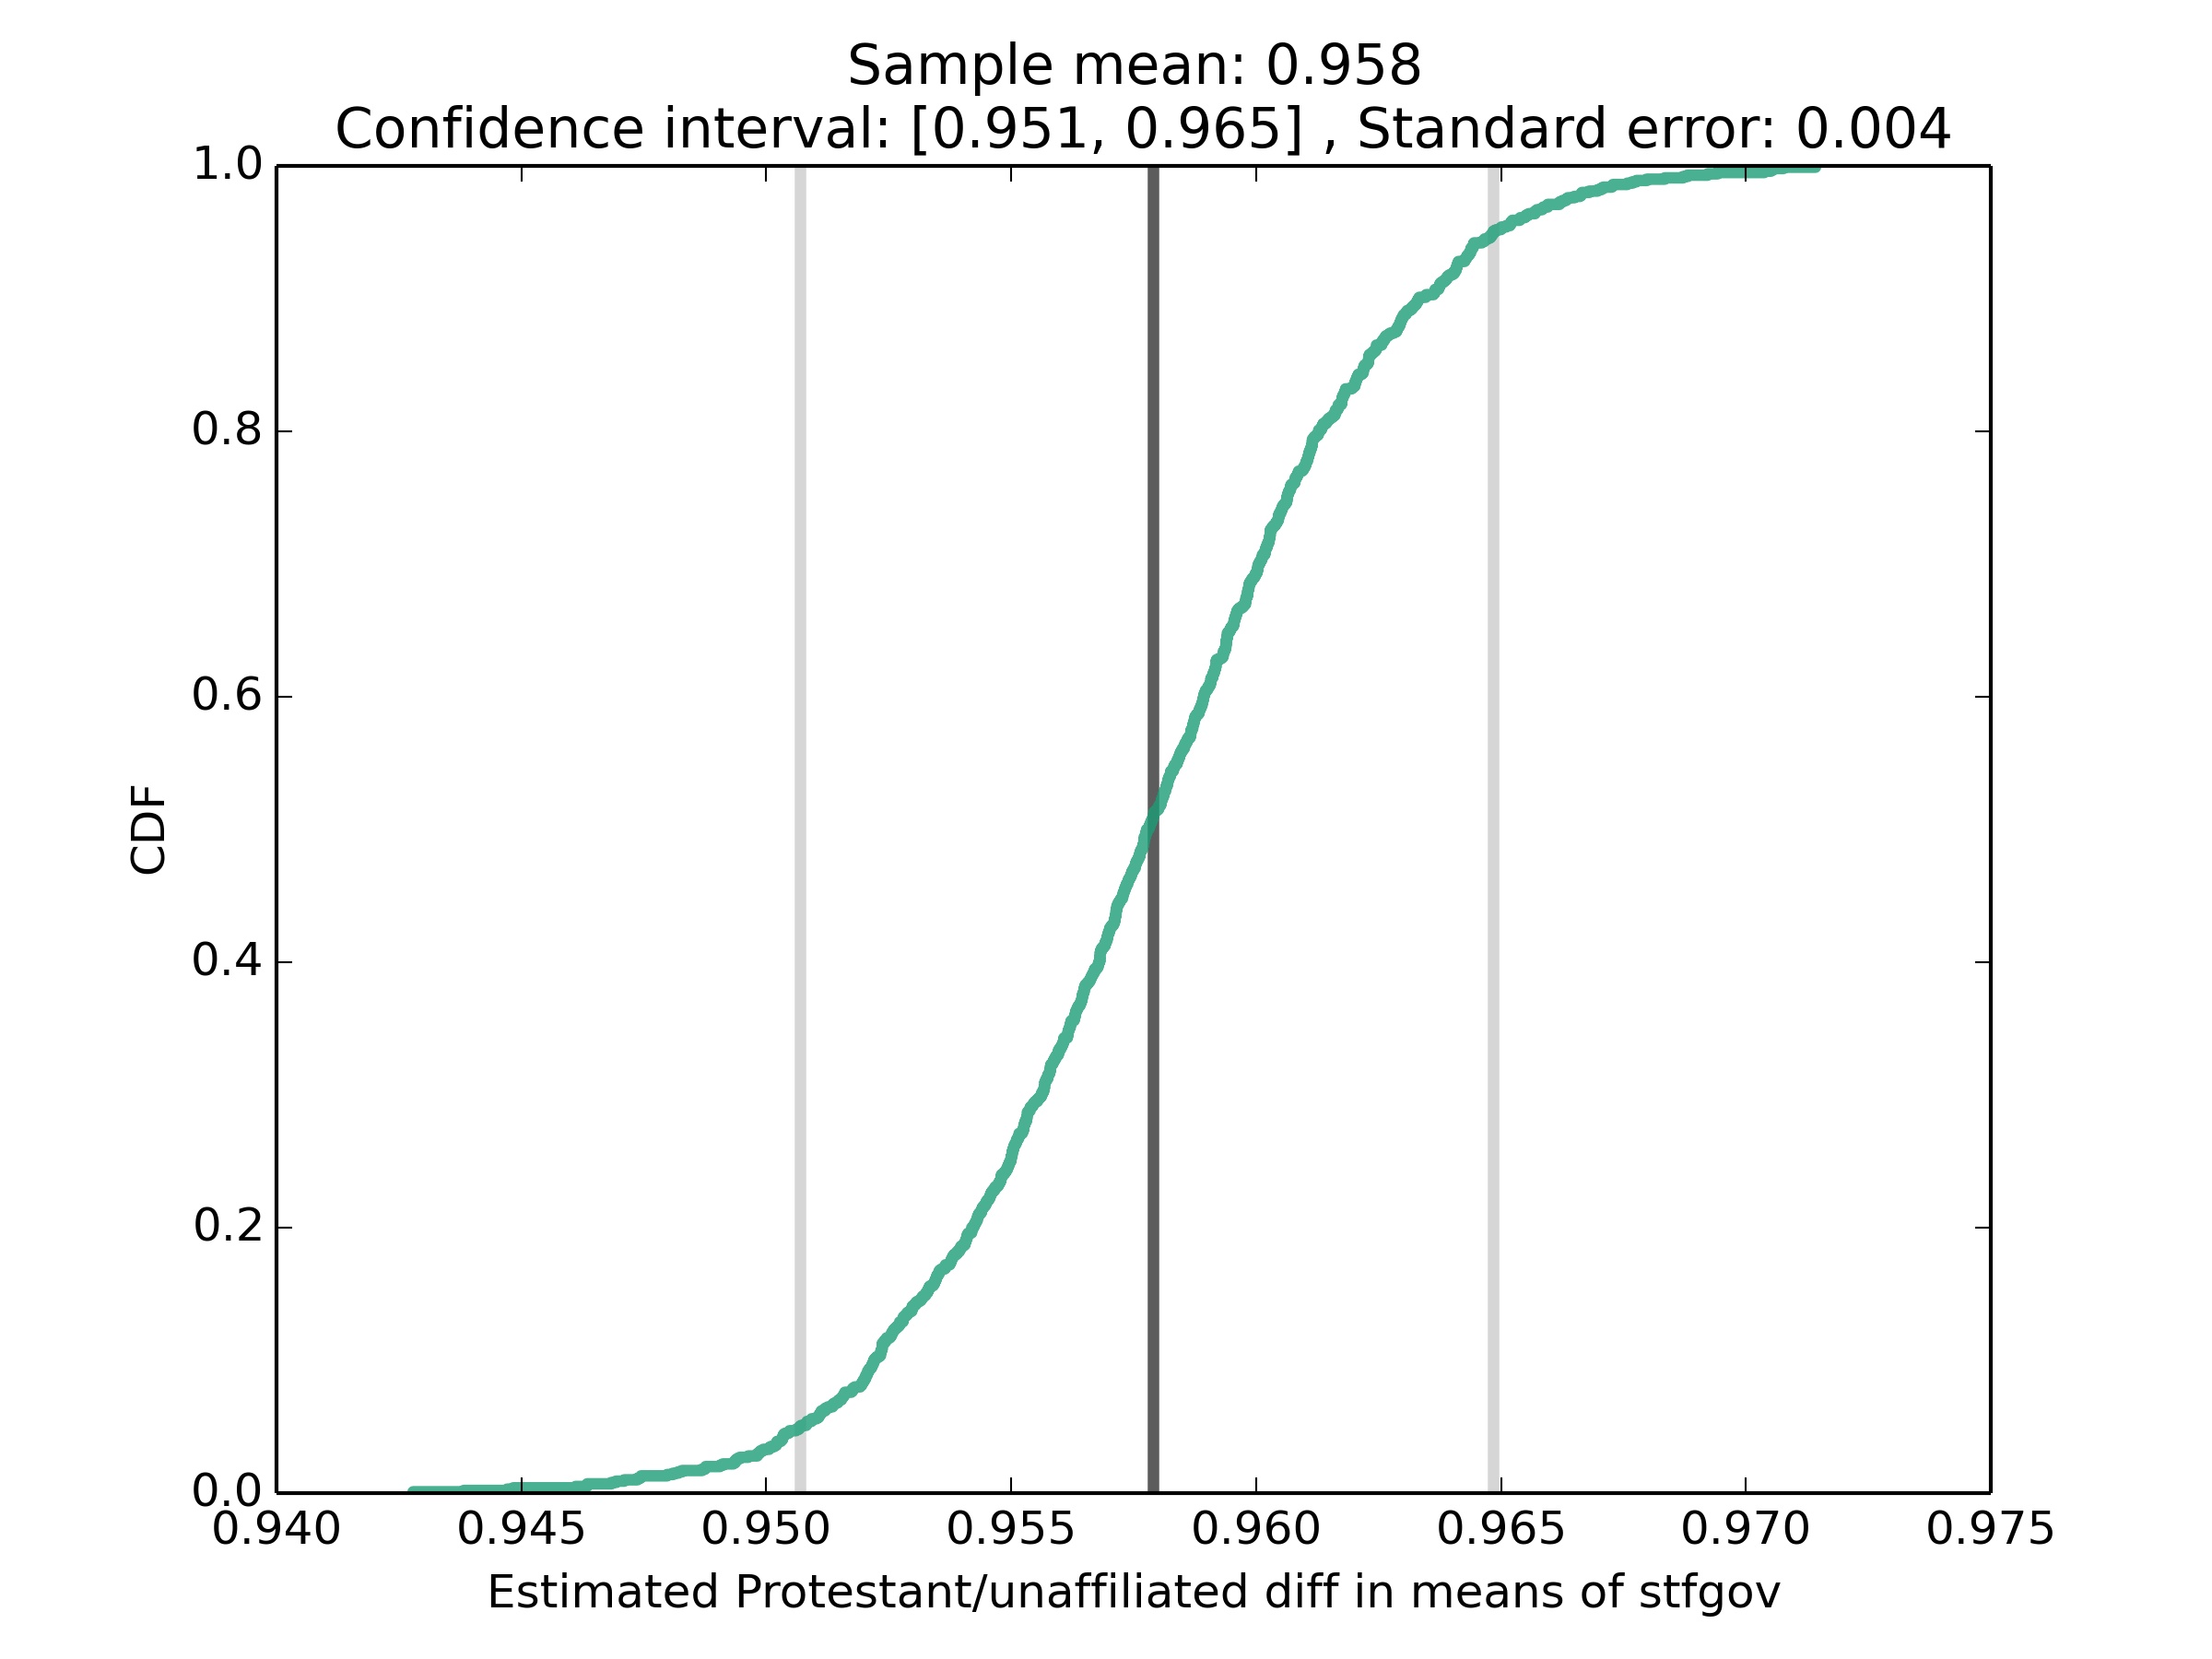 Sample mean: 0.958
Confidence interval: [0.951, 0.965] , Standard error: 0.004
1.0
0.8
0.6
0.4
0.2
0.0
CDF
0.940 0.945 0.950 0.955 0.960 0.965 0.970 0.975
Estimated Protestant/unaffiliated diff in means of stfgov